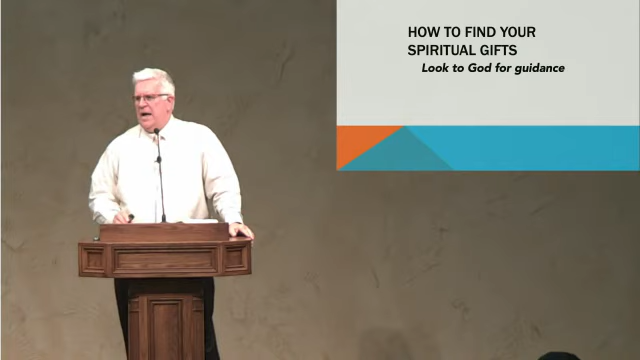 HOW TO FIND YOUR
SPIRITUAL GIFTS
Look to God for guidance